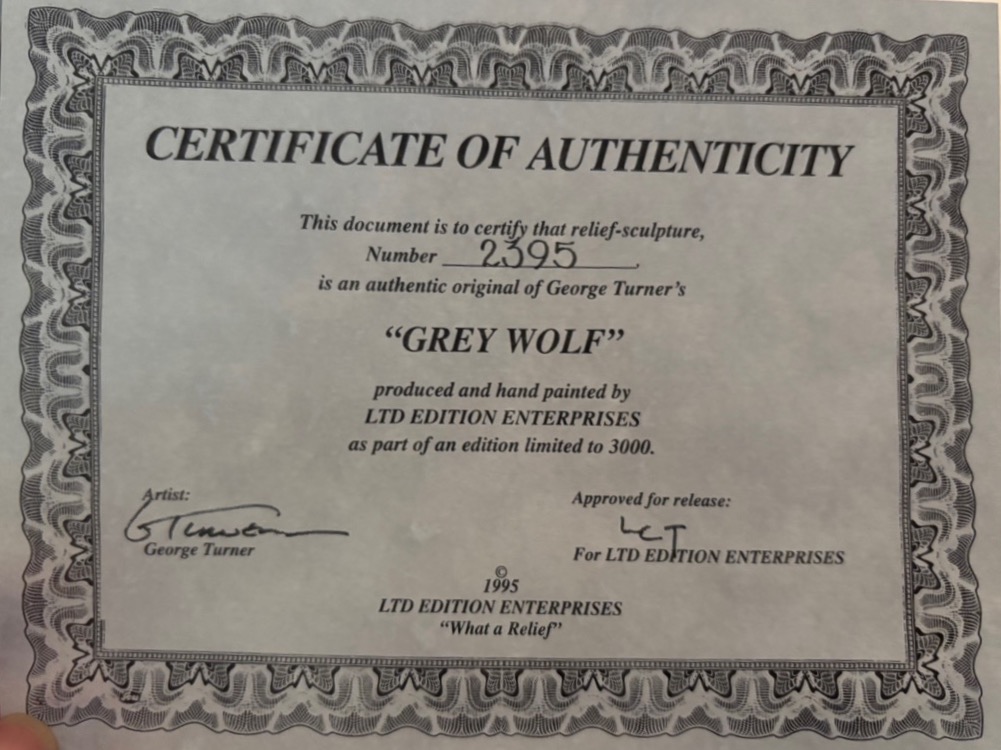 CERTIFICATE OF AUTHENTICITY
This document is to certify that relief-sculpture,
Number 2395,
is an authentic original of George Turner's
“GREY WOLF”
produced and hand painted by
LTD EDITION ENTERPRISES
as part of an edition limited to 3000.
Artist:
G Turner
George Turner
Approved for release:
LCT
For LTD EDITION ENTERPRISES
©
1995
LTD EDITION ENTERPRISES
“What a Relief”